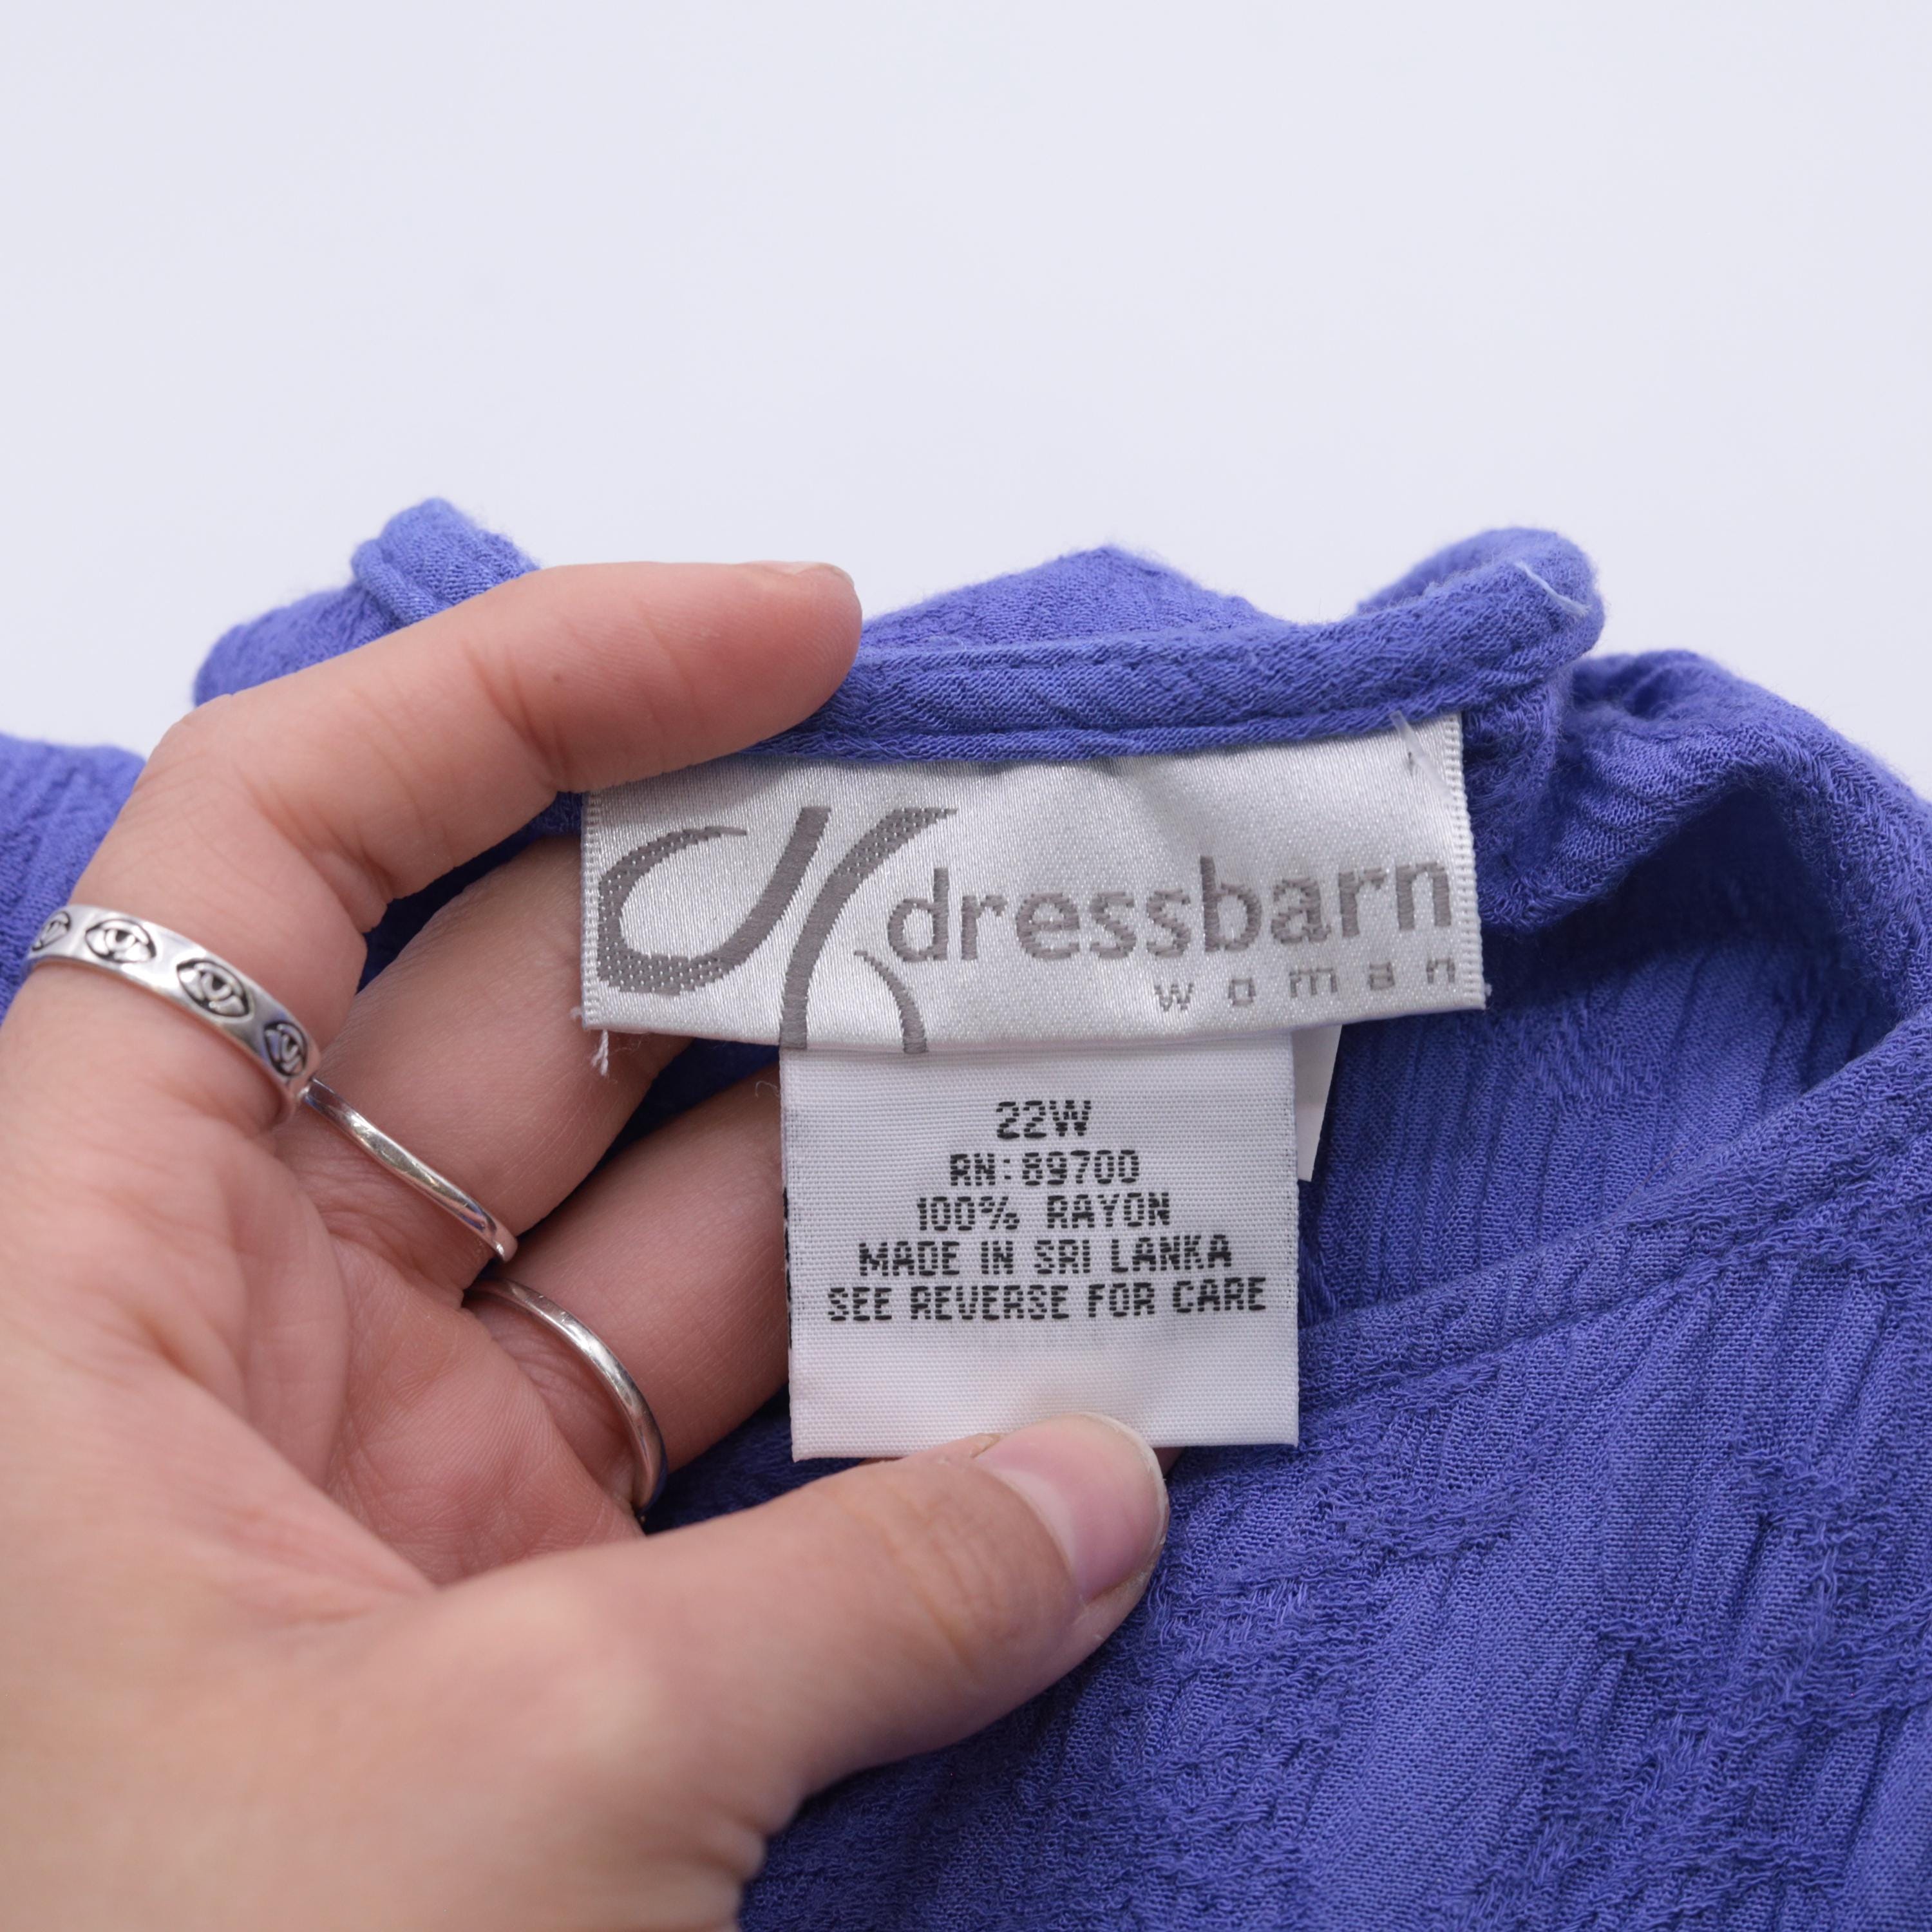 dressbarn
woman
22W
RN:89700
100% RAYON
MADE IN SRI LANKA
SEE REVERSE FOR CARE